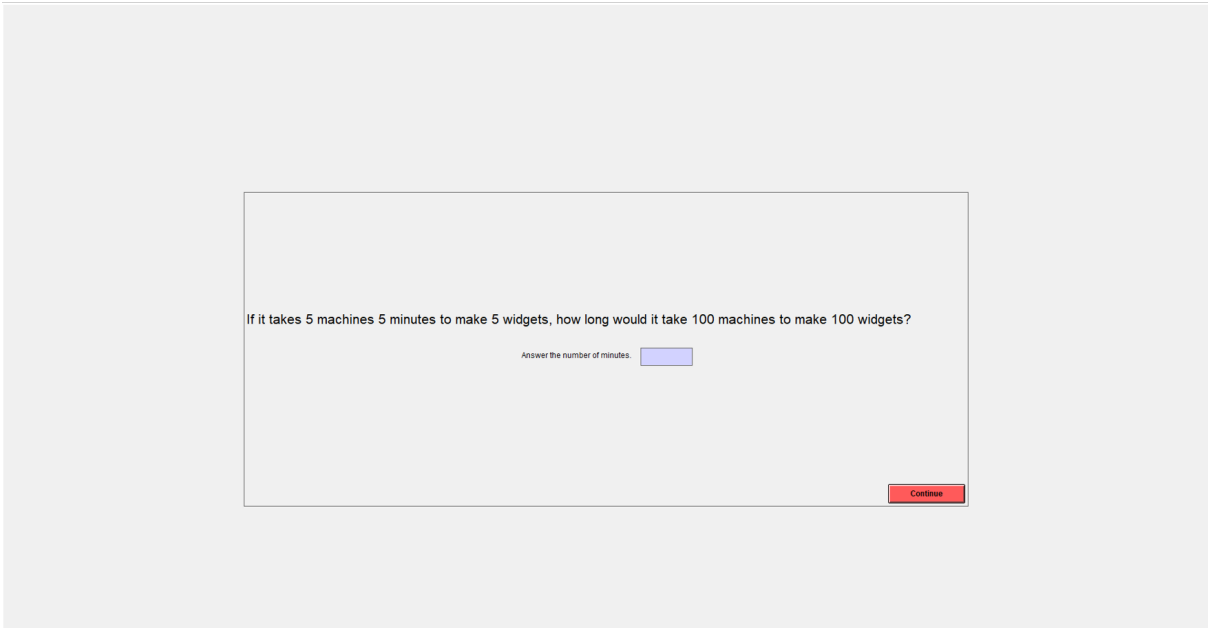 If it takes 5 machines 5 minutes to make 5 widgets, how long would it take 100 machines to make 100 widgets?
Answer the number of minutes.
Continue